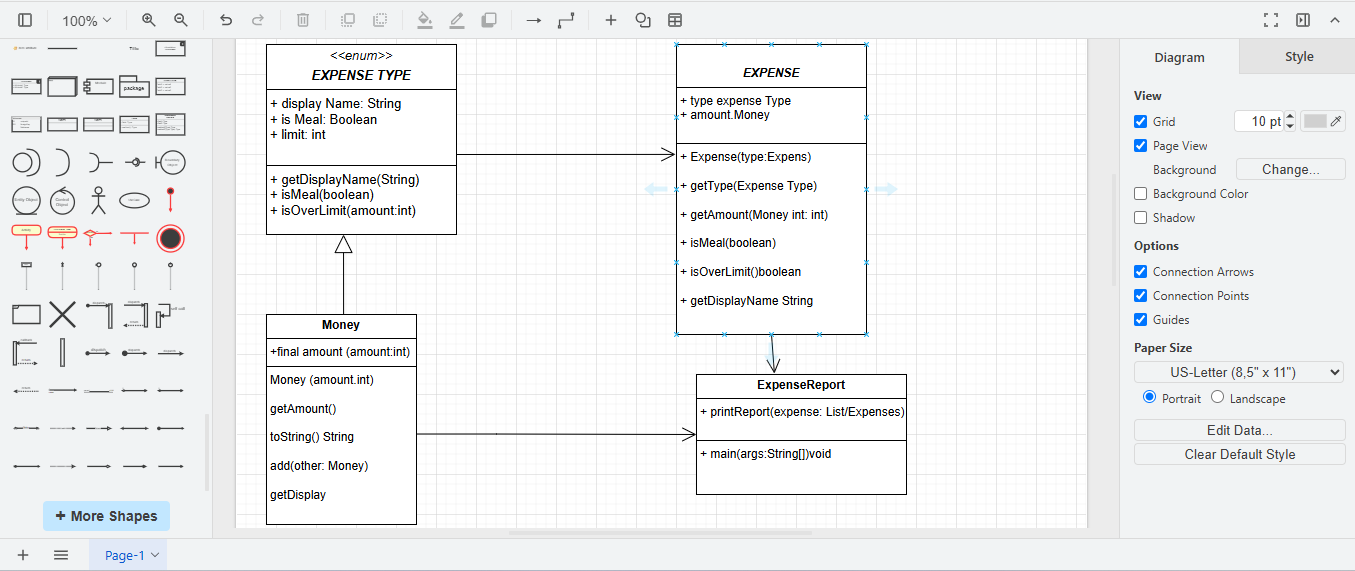 100%
Title
package
More Shapes
<<enum>>
EXPENSE TYPE
+ display Name: String
+ is Meal: Boolean
+ limit: int
+ getDisplayName(String)
+ isMeal(boolean)
+ isOverLimit(amount:int)
Money
+final amount (amount:int)
Money (amount.int)
getAmount()
toString() String
add(other: Money)
getDisplay
EXPENSE
+ type expense Type
+ amount.Money
+ Expense(type:Expens)
+ getType(Expense Type)
+ getAmount(Money int: int)
+ isMeal(boolean)
+ isOverLimit()boolean
+ getDisplayName String
ExpenseReport
+ printReport(expense: List/Expenses)
+ main(args:String[])void
Diagram
Style
View
Grid
10 pt
Page View
Background
Change...
Background Color
Shadow
Options
Connection Arrows
Connection Points
Guides
Paper Size
US-Letter (8,5" x 11")
Portrait
Landscape
Edit Data...
Clear Default Style
Page-1